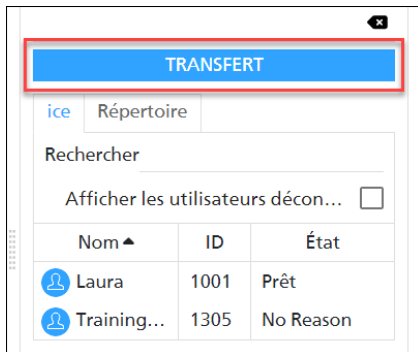 TRANSFERT
ice Répertoire
Rechercher
Afficher les utilisateurs décon...
Nom ID État
Laura 1001 Prêt
Training... 1305 No Reason